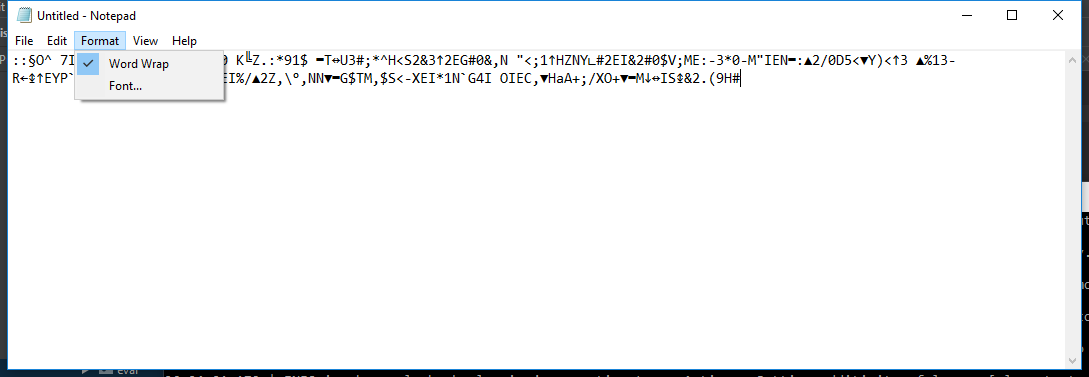 Untitled - Notepad
File Edit Format View Help
Word Wrap
Font...
::§O^ 7I
0 K╚Z.:*91$ =T↔U3#;*^H<S2&3↑2EG#0&,N "<;1↑HZNY∟#2EI&2#0$V;ME:-3*0-M"IEN=:▲2/0D5<▼Y)<↑3 ▲%13-
R←↨↑EYP`
EI%/▲2Z,\°,NN▼=G$TM,$S<-XEI*1N`G4I OIEC,▼HaA+;/XO+▼=M↓↔IS↨&2.(9H#
eval